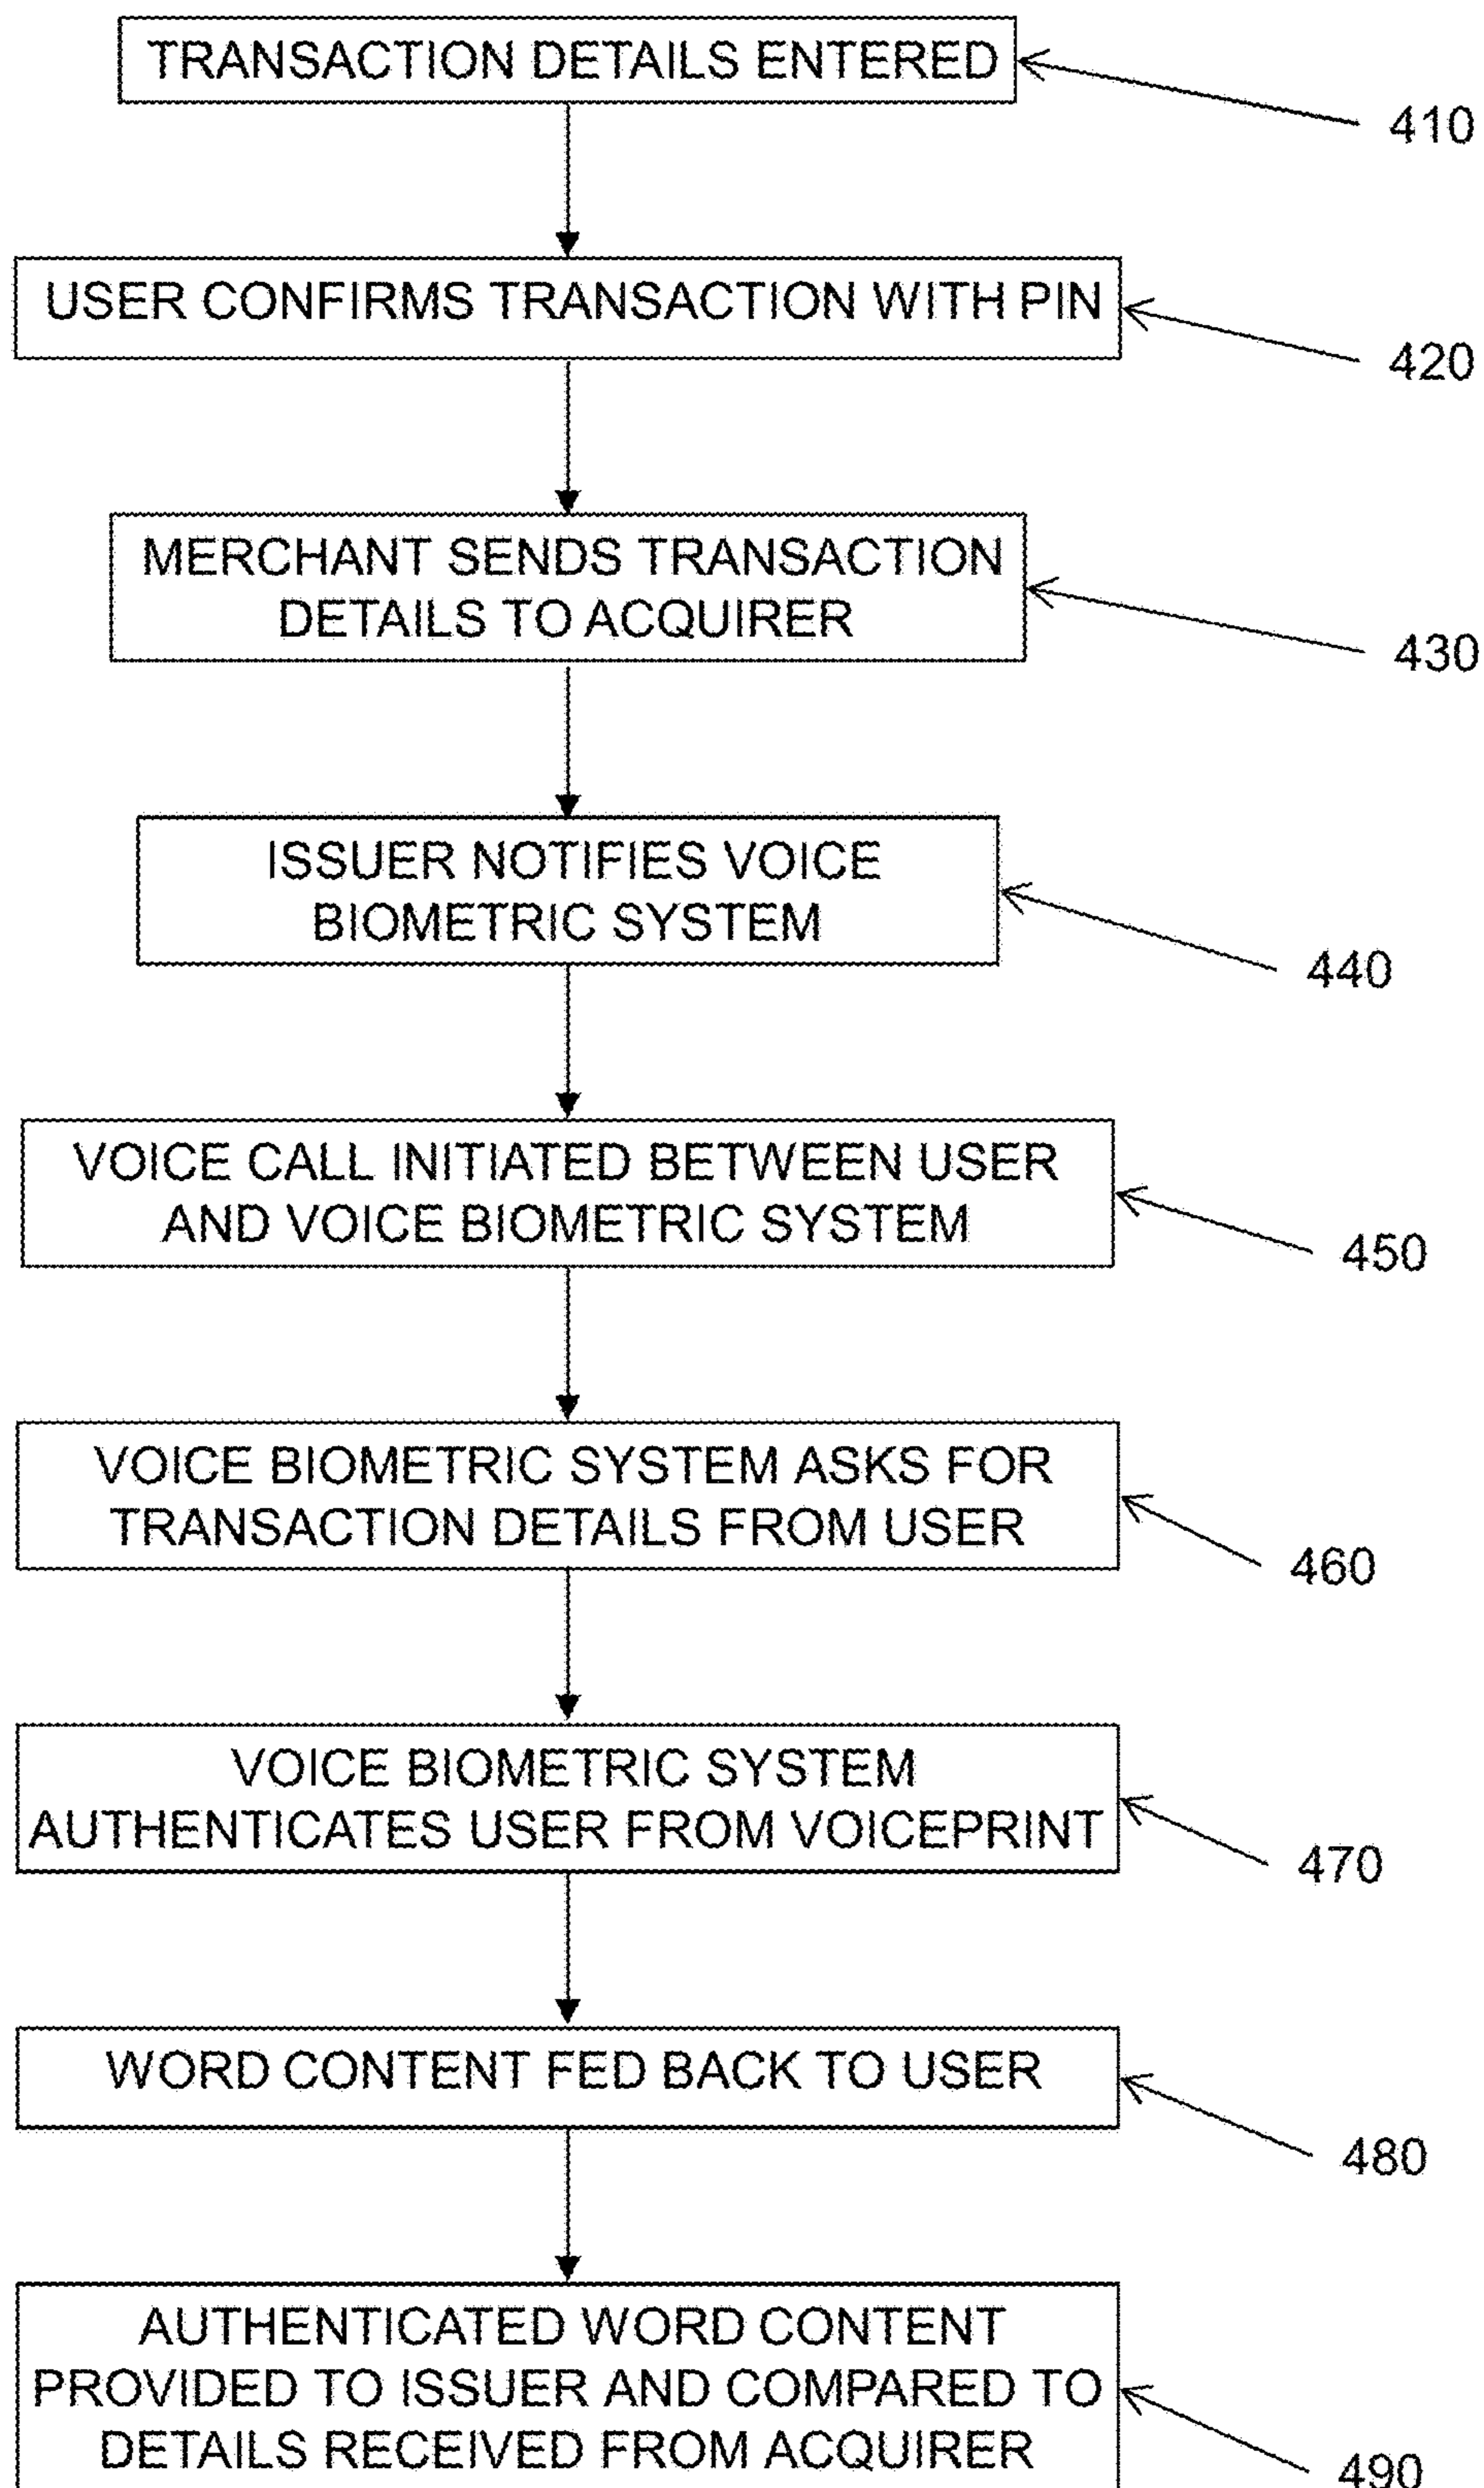 TRANSACTION DETAILS ENTERED
410
USER CONFIRMS TRANSACTION WITH PIN
420
MERCHANT SENDS TRANSACTION
DETAILS TO ACQUIRER
430
ISSUER NOTIFIES VOICE
BIOMETRIC SYSTEM
440
VOICE CALL INITIATED BETWEEN USER
AND VOICE BIOMETRIC SYSTEM
450
VOICE BIOMETRIC SYSTEM ASKS FOR
TRANSACTION DETAILS FROM USER
460
VOICE BIOMETRIC SYSTEM
AUTHENTICATES USER FROM VOICEPRINT
470
WORD CONTENT FED BACK TO USER
480
AUTHENTICATED WORD CONTENT
PROVIDED TO ISSUER AND COMPARED TO
DETAILS RECEIVED FROM ACQUIRER
490